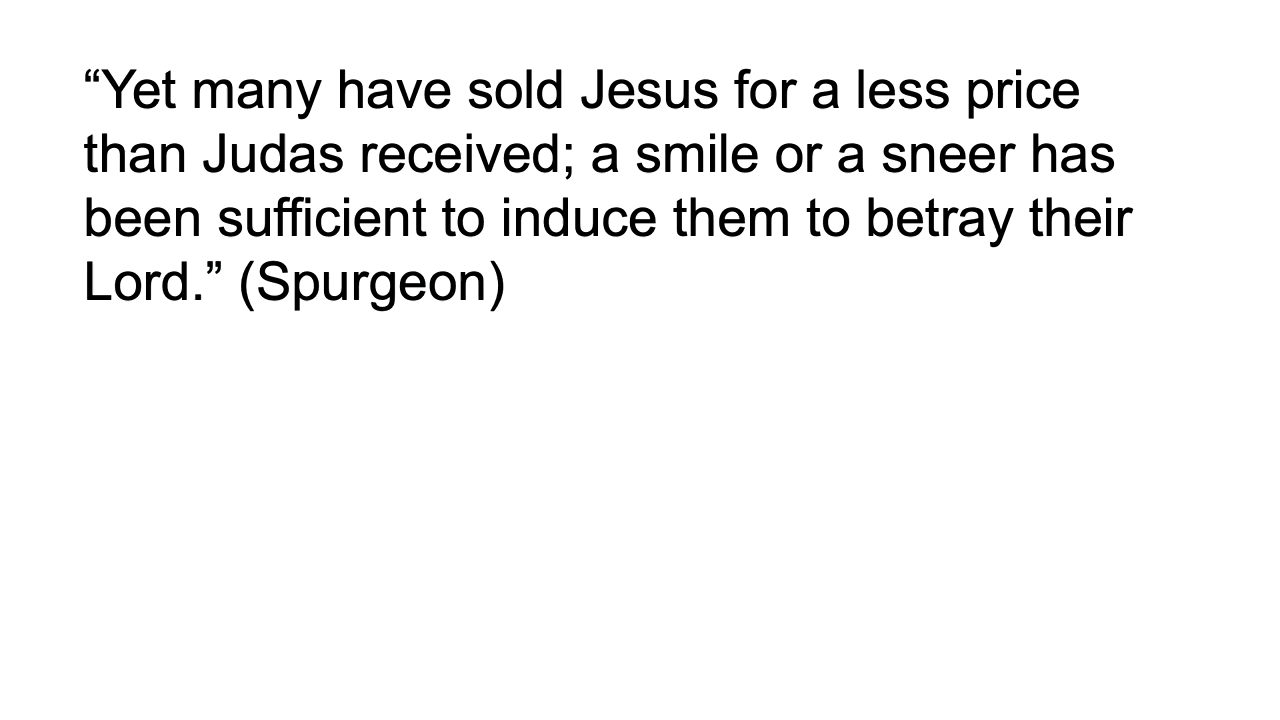 “Yet many have sold Jesus for a less price
than Judas received; a smile or a sneer has
been sufficient to induce them to betray their
Lord.” (Spurgeon)